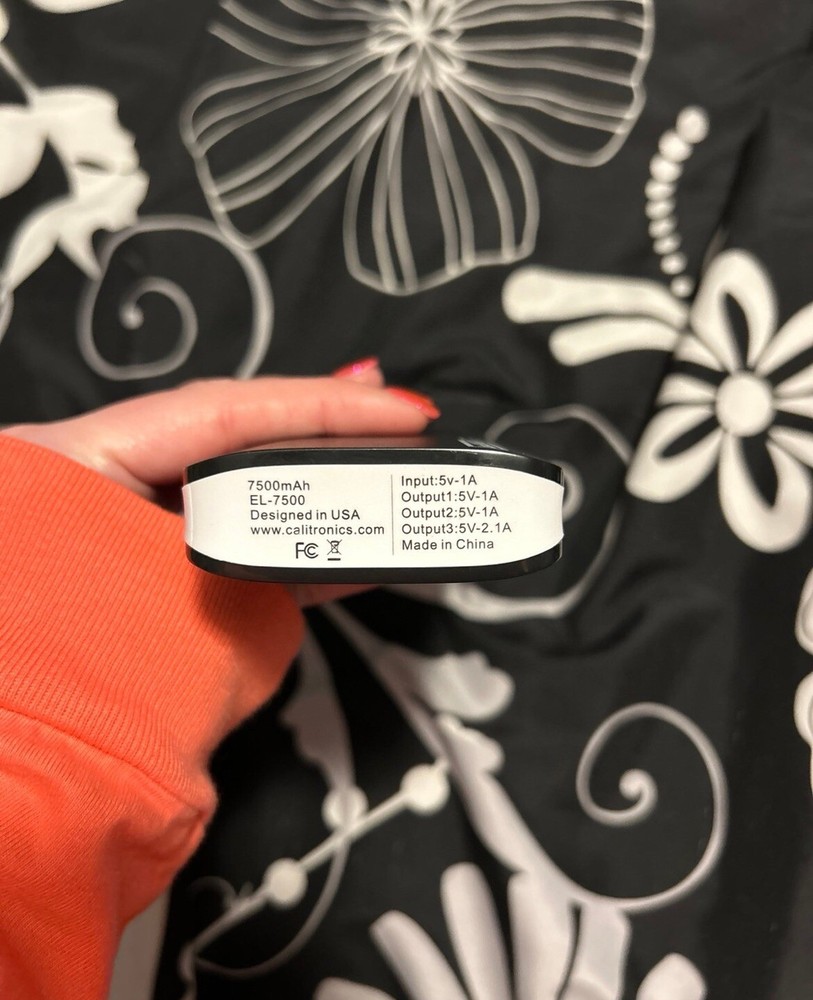 7500mAh
EL-7500
Designed in USA
www.calitronics.com
FC
Input:5v-1A
Output1:5V-1A
Output2:5V-1A
Output3:5V-2.1A
Made in China